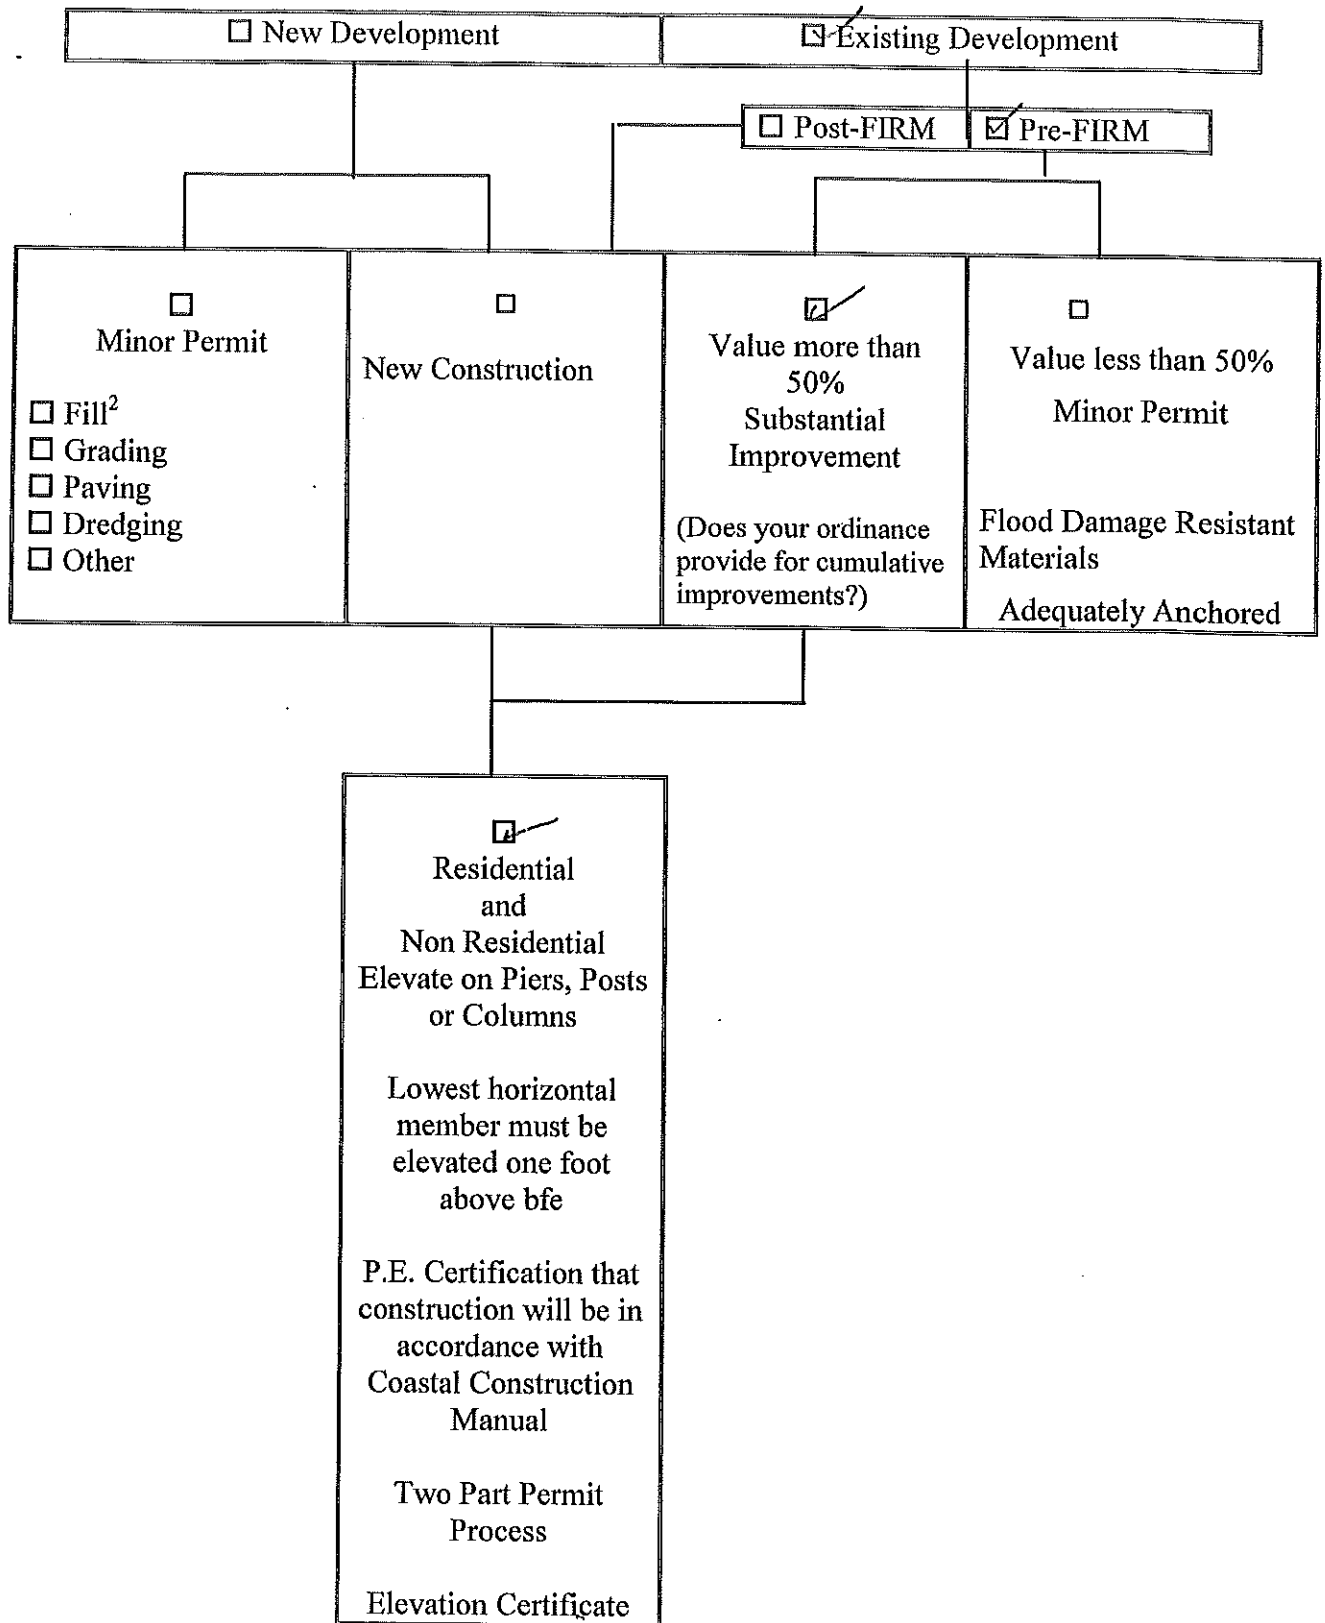 ☐ New Development
☑ Existing Development
☐ Post-FIRM
☑ Pre-FIRM
☐
Minor Permit
☐ Fill²
☐ Grading
☐ Paving
☐ Dredging
☐ Other
☐
New Construction
☑
Value more than
50%
Substantial
Improvement
(Does your ordinance
provide for cumulative
improvements?)
☐
Value less than 50%
Minor Permit
Flood Damage Resistant
Materials
Adequately Anchored
☑
Residential
and
Non Residential
Elevate on Piers, Posts
or Columns
Lowest horizontal
member must be
elevated one foot
above bfe
P.E. Certification that
construction will be in
accordance with
Coastal Construction
Manual
Two Part Permit
Process
Elevation Certificate